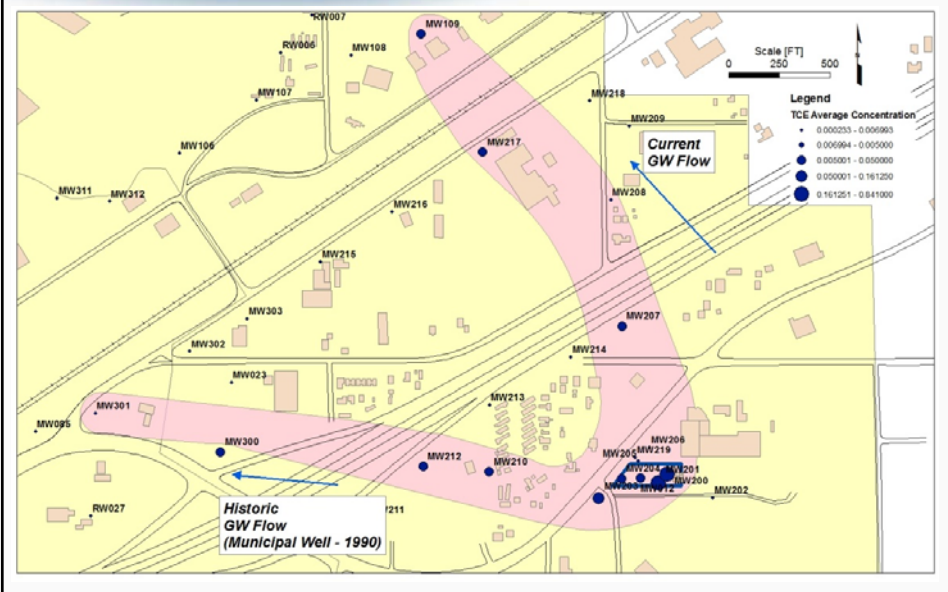 RW007
MW109
RW006
MW108
Scale [FT]
0 250 500
MW107
MW218
Legend
TCE Average Concentration
0.000233 - 0.006993
0.006994 - 0.005000
0.005001 - 0.050000
0.050001 - 0.161250
0.161251 - 0.841000
MW209
Current
GW Flow
MW106
MW217
MW311
MW312
MW208
MW216
MW215
MW303
MW207
MW302
MW214
MW023
MW301
MW213
MW085
MW300
MW212
MW210
MW206
MW219
MW205
MW204
MW201
MW200
MW203
MW202
RW027
Historic
GW Flow
(Municipal Well - 1990)